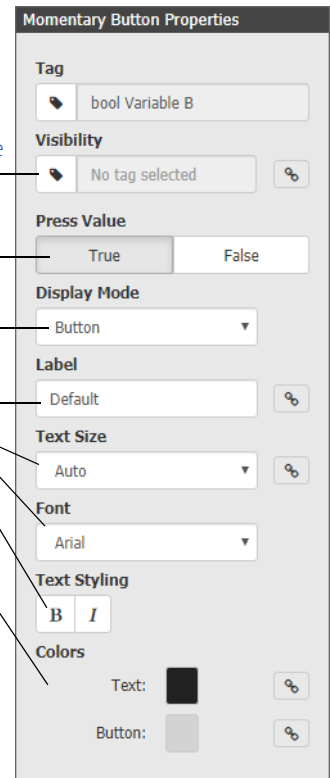 Momentary Button Properties
Tag
bool Variable B
e
Visibility
No tag selected
Press Value
True False
Display Mode
Button
Label
Default
Text Size
Auto
Font
Arial
Text Styling
B I
Colors
Text:
Button: